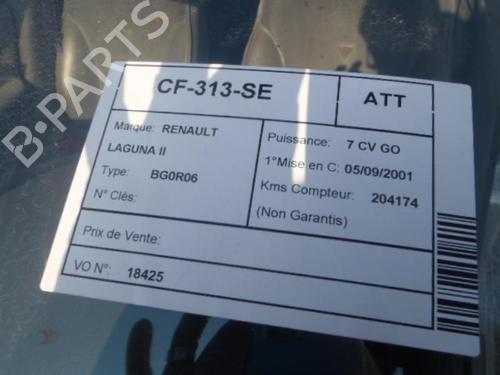 B-PARTS
CF-313-SE
ATT
Marque: RENAULT
LAGUNA II
Type: BG0R06
N° Clés:
Puissance: 7 CV GO
1°Mise en C: 05/09/2001
Kms Compteur: 204174
(Non Garantis)
Prix de Vente:
VO N°: 18425